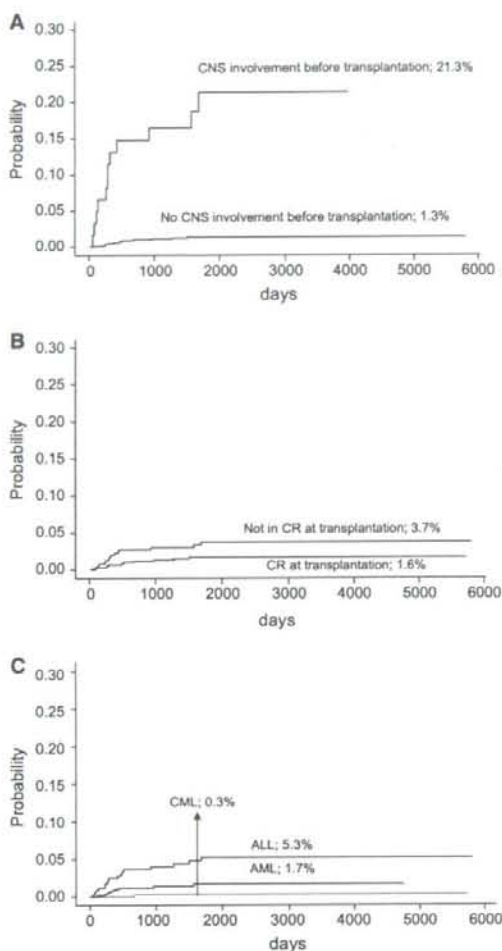 A
0.30
0.25
0.20
0.15
0.10
0.05
0.00
Probability
CNS involvement before transplantation; 21.3%
No CNS involvement before transplantation; 1.3%
0 1000 2000 3000 4000 5000 6000
days
B
0.30
0.25
0.20
0.15
0.10
0.05
0.00
Probability
Not in CR at transplantation; 3.7%
CR at transplantation; 1.6%
0 1000 2000 3000 4000 5000 6000
days
C
0.30
0.25
0.20
0.15
0.10
0.05
0.00
Probability
CML; 0.3%
ALL; 5.3%
AML; 1.7%
0 1000 2000 3000 4000 5000 6000
days